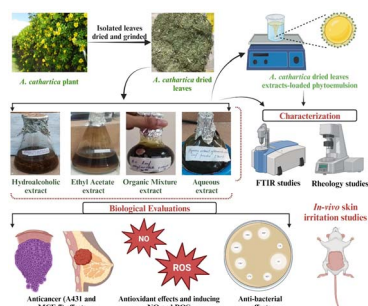 Isolated leaves
dried and grinded
A. cathartica plant
A. cathartica dried
leaves
A. cathartica dried leaves
extracts-loaded phytoemulsion
Characterization
Hydroalcoholic
extract
Ethyl Acetate
extract
Organic Mixture
extract
Aqueous
extract
FTIR studies
Rheology studies
Biological Evaluations
In-vivo skin
irritation studies
NO
ROS
Anticancer (A431 and
Antioxidant effects and inducing
Anti-bacterial